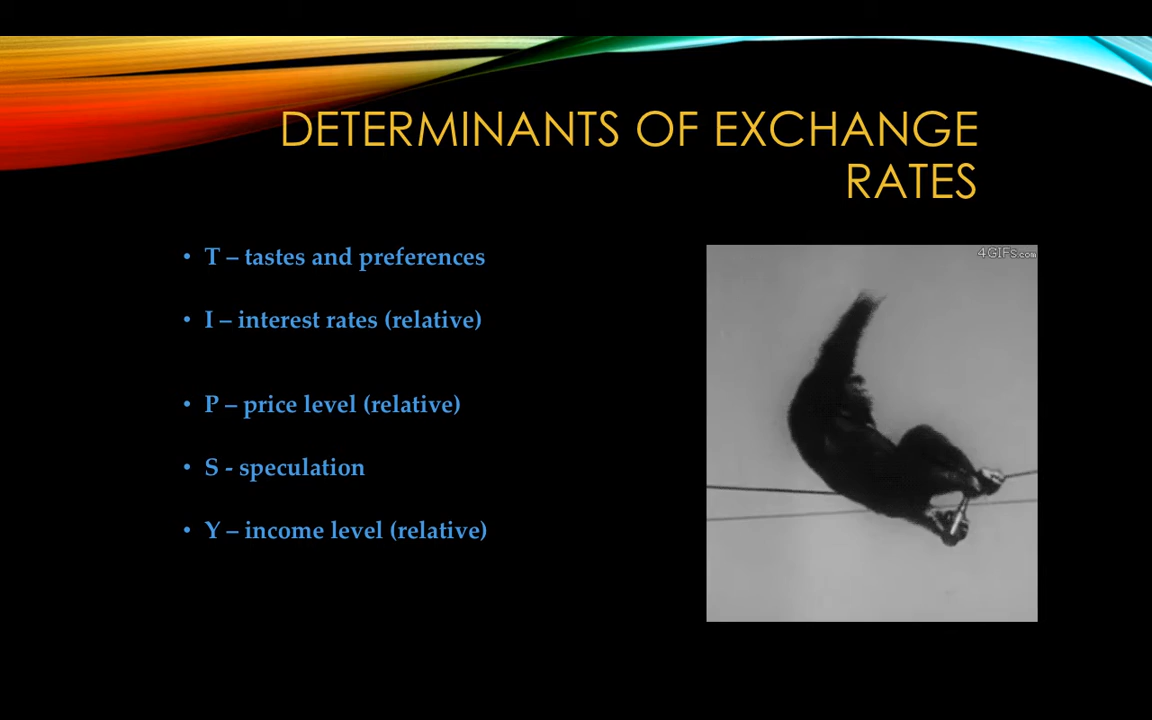 DETERMINANTS OF EXCHANGE
RATES
• T – tastes and preferences
• I – interest rates (relative)
• P – price level (relative)
• S - speculation
• Y – income level (relative)
4GIFs.com